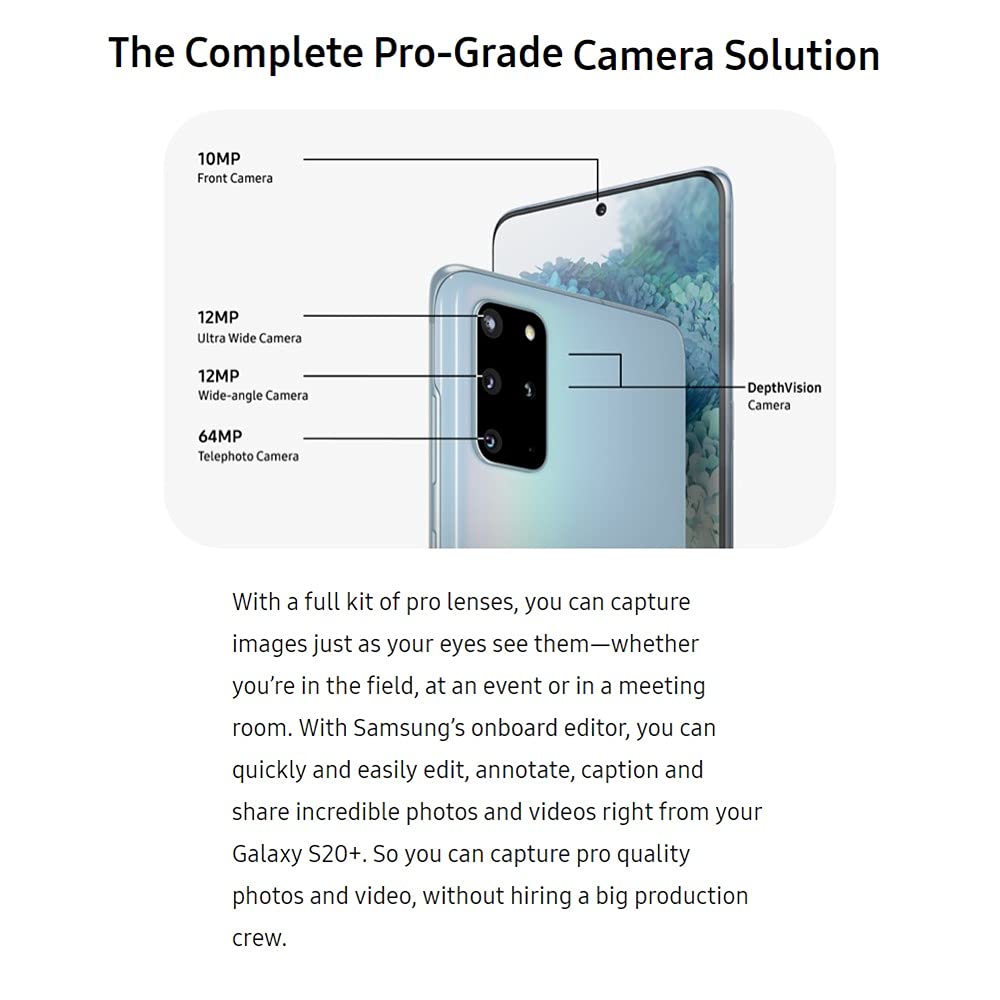 The Complete Pro-Grade Camera Solution
10MP
Front Camera
12MP
Ultra Wide Camera
12MP
Wide-angle Camera
64MP
Telephoto Camera
DepthVision
Camera
With a full kit of pro lenses, you can capture
images just as your eyes see them—whether
you’re in the field, at an event or in a meeting
room. With Samsung’s onboard editor, you can
quickly and easily edit, annotate, caption and
share incredible photos and videos right from your
Galaxy S20+. So you can capture pro quality
photos and video, without hiring a big production
crew.